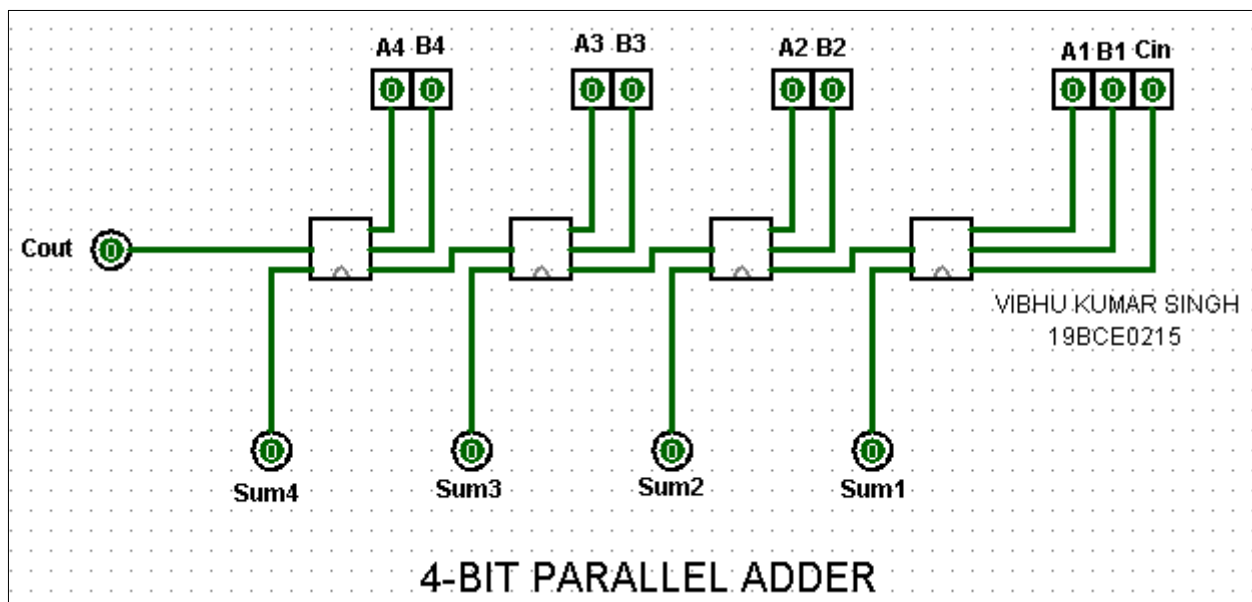 A4 B4 A3 B3 A2 B2 A1 B1 Cin
0 0 0 0 0 0 0 0 0
Cout 0
VIBHU KUMAR SINGH
19BCE0215
0 0 0 0
Sum4 Sum3 Sum2 Sum1
4-BIT PARALLEL ADDER